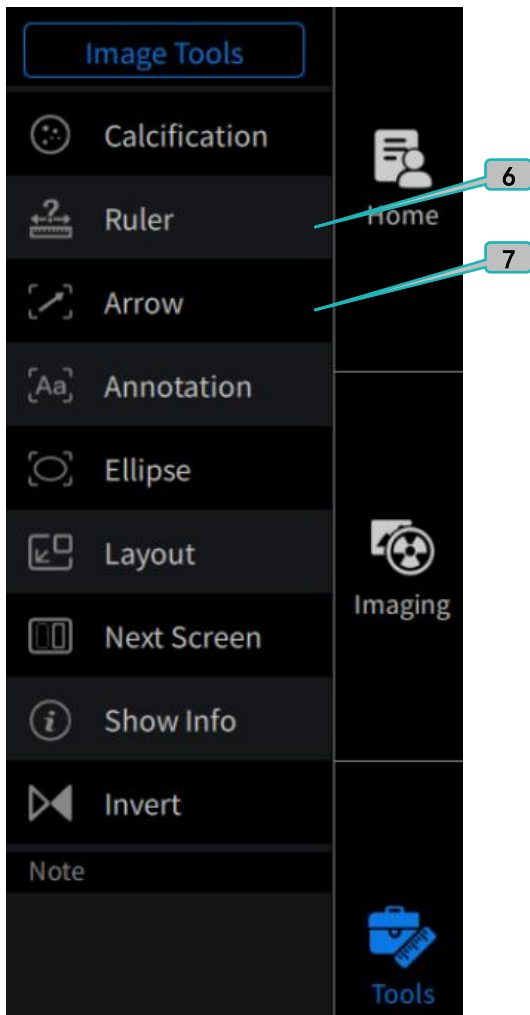 Image Tools
Calcification
Ruler
Arrow
Aa
Annotation
Ellipse
Layout
Next Screen
i
Show Info
Invert
Note
Home
Imaging
Tools
6
7
?